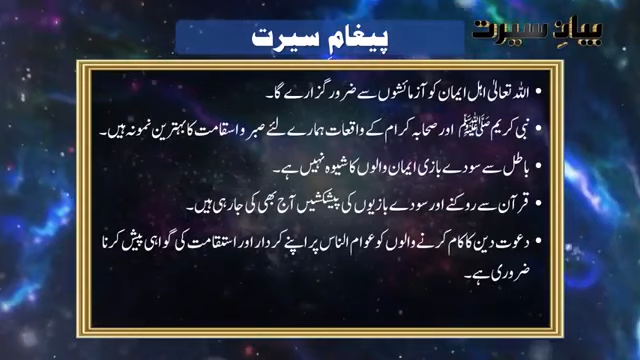 پیغامِ سیرت
بیانِ سیرت
• اللہ تعالیٰ اہل ایمان کو آزمائشوں سے ضرور گزارے گا۔
• نبی کریم ﷺ اور صحابہ کرام کے واقعات ہمارے لئے صبر و استقامت کا بہترین نمونہ ہیں۔
• باطل سے سودے بازی ایمان والوں کا شیوہ نہیں ہے۔
• قرآن سے روکنے اور سودے بازیوں کی پیشکشیں آج بھی کی جارہی ہیں۔
• دعوت دین کا کام کرنے والوں کو عوام الناس پر اپنے کردار اور استقامت کی گواہی پیش کرنا
ضروری ہے۔